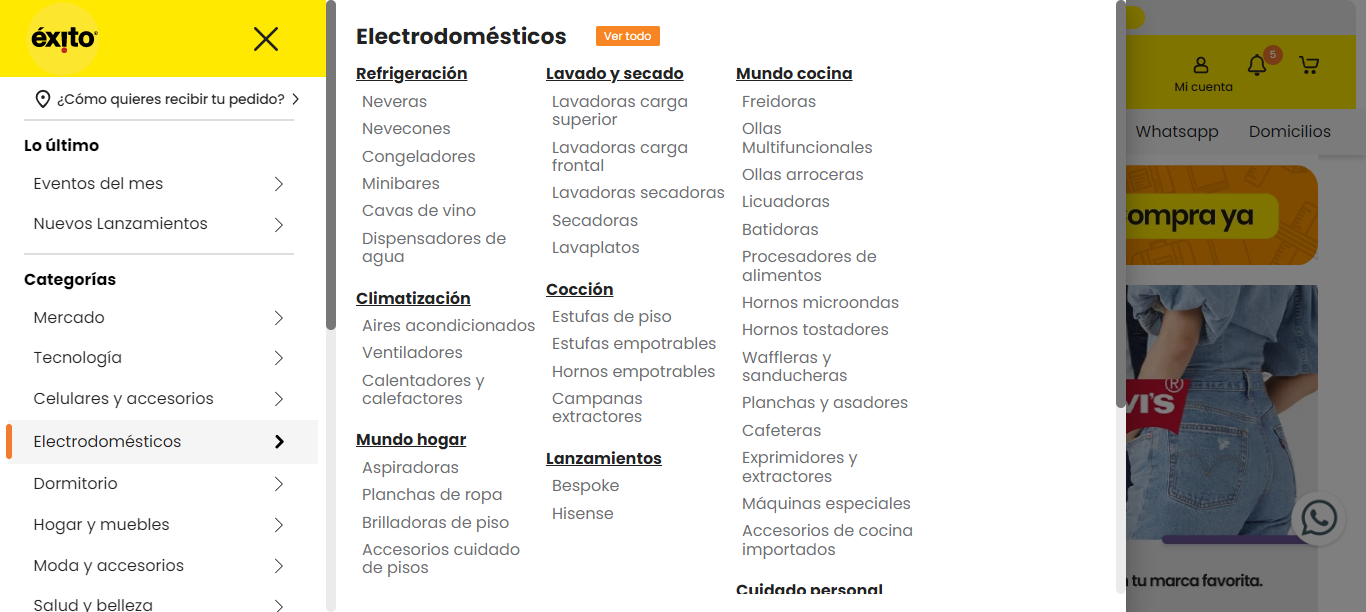 éxito
¿Cómo quieres recibir tu pedido?
Lo último
Eventos del mes
Nuevos Lanzamientos
Categorías
Mercado
Tecnología
Celulares y accesorios
Electrodomésticos
Dormitorio
Hogar y muebles
Moda y accesorios
Salud y belleza
Electrodomésticos
Ver todo
Refrigeración
Neveras
Nevecones
Congeladores
Minibares
Cavas de vino
Dispensadores de
agua
Climatización
Aires acondicionados
Ventiladores
Calentadores y
calefactores
Mundo hogar
Aspiradoras
Planchas de ropa
Brilladoras de piso
Accesorios cuidado
de pisos
Lavado y secado
Lavadoras carga
superior
Lavadoras carga
frontal
Lavadoras secadoras
Secadoras
Lavaplatos
Cocción
Estufas de piso
Estufas empotrables
Hornos empotrables
Campanas
extractores
Lanzamientos
Bespoke
Hisense
Mundo cocina
Freidoras
Ollas
Multifuncionales
Ollas arroceras
Licuadoras
Batidoras
Procesadores de
alimentos
Hornos microondas
Hornos tostadores
Waffleras y
sanducheras
Planchas y asadores
Cafeteras
Exprimidores y
extractores
Máquinas especiales
Accesorios de cocina
importados
Cuidado personal
5
Mi cuenta
Whatsapp
Domicilios
ompra ya
VI'S
®
tu marca favorita.